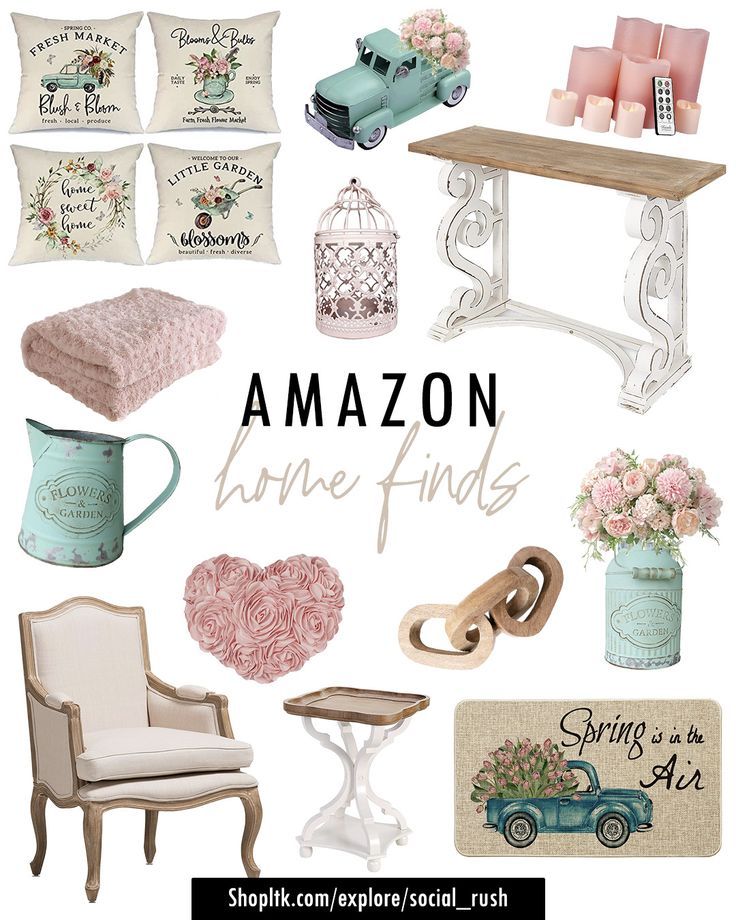 SPRING CO.
FRESH MARKET
Blush & Bloom
fresh · local · produce
Blooms & Bulbs
DAILY
TASTE
ENJOY
SPRING
Farm Fresh Flower Market
home
sweet
home
WELCOME TO OUR
LITTLE GARDEN
blossoms
beautiful · fresh · diverse
AMAZON
home finds
FLOWERS
&
GARDEN
FLOWERS
&
GARDEN
Spring is in the
Air
Shopltk.com/explore/social_rush